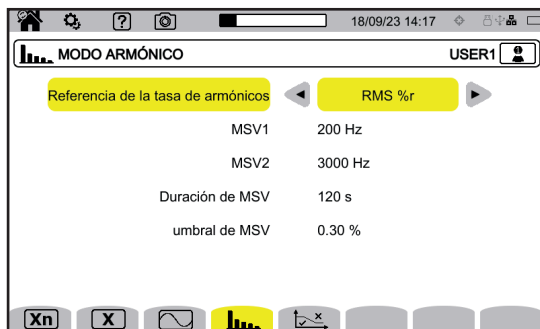 18/09/23 14:17
MODO ARMÓNICO USER1
Referencia de la tasa de armónicos RMS %r
MSV1 200 Hz
MSV2 3000 Hz
Duración de MSV 120 s
umbral de MSV 0.30 %
Xn X